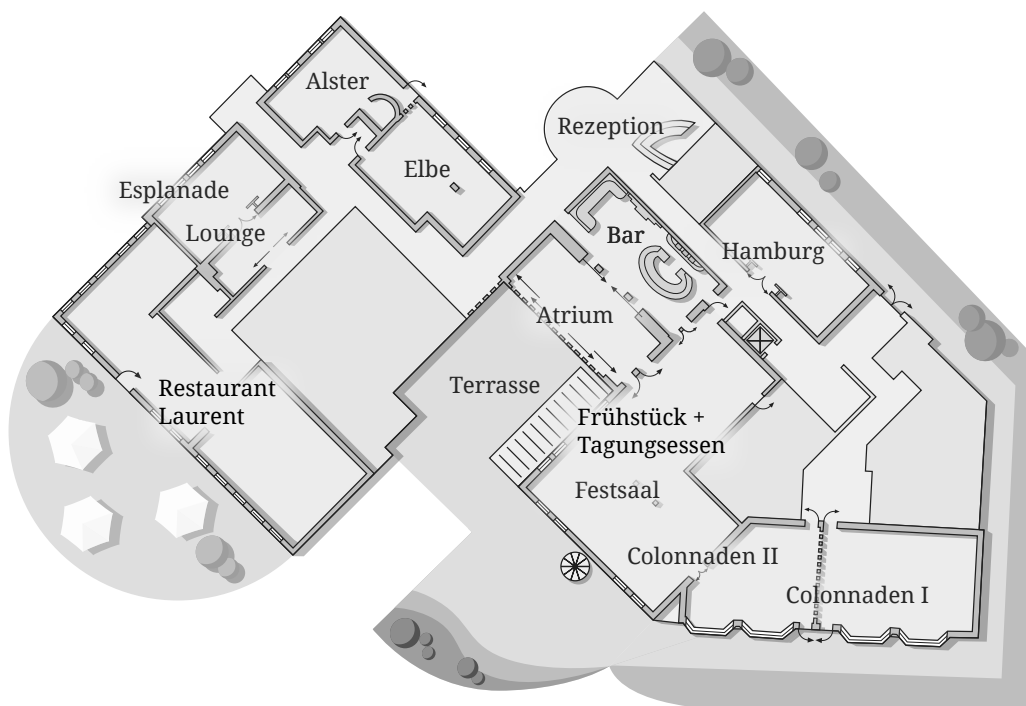 Alster
Rezeption
Elbe
Esplanade
Lounge
Bar
Hamburg
Atrium
Terrasse
Restaurant
Laurent
Frühstück +
Tagungsessen
Festsaal
Colonnaden II
Colonnaden I